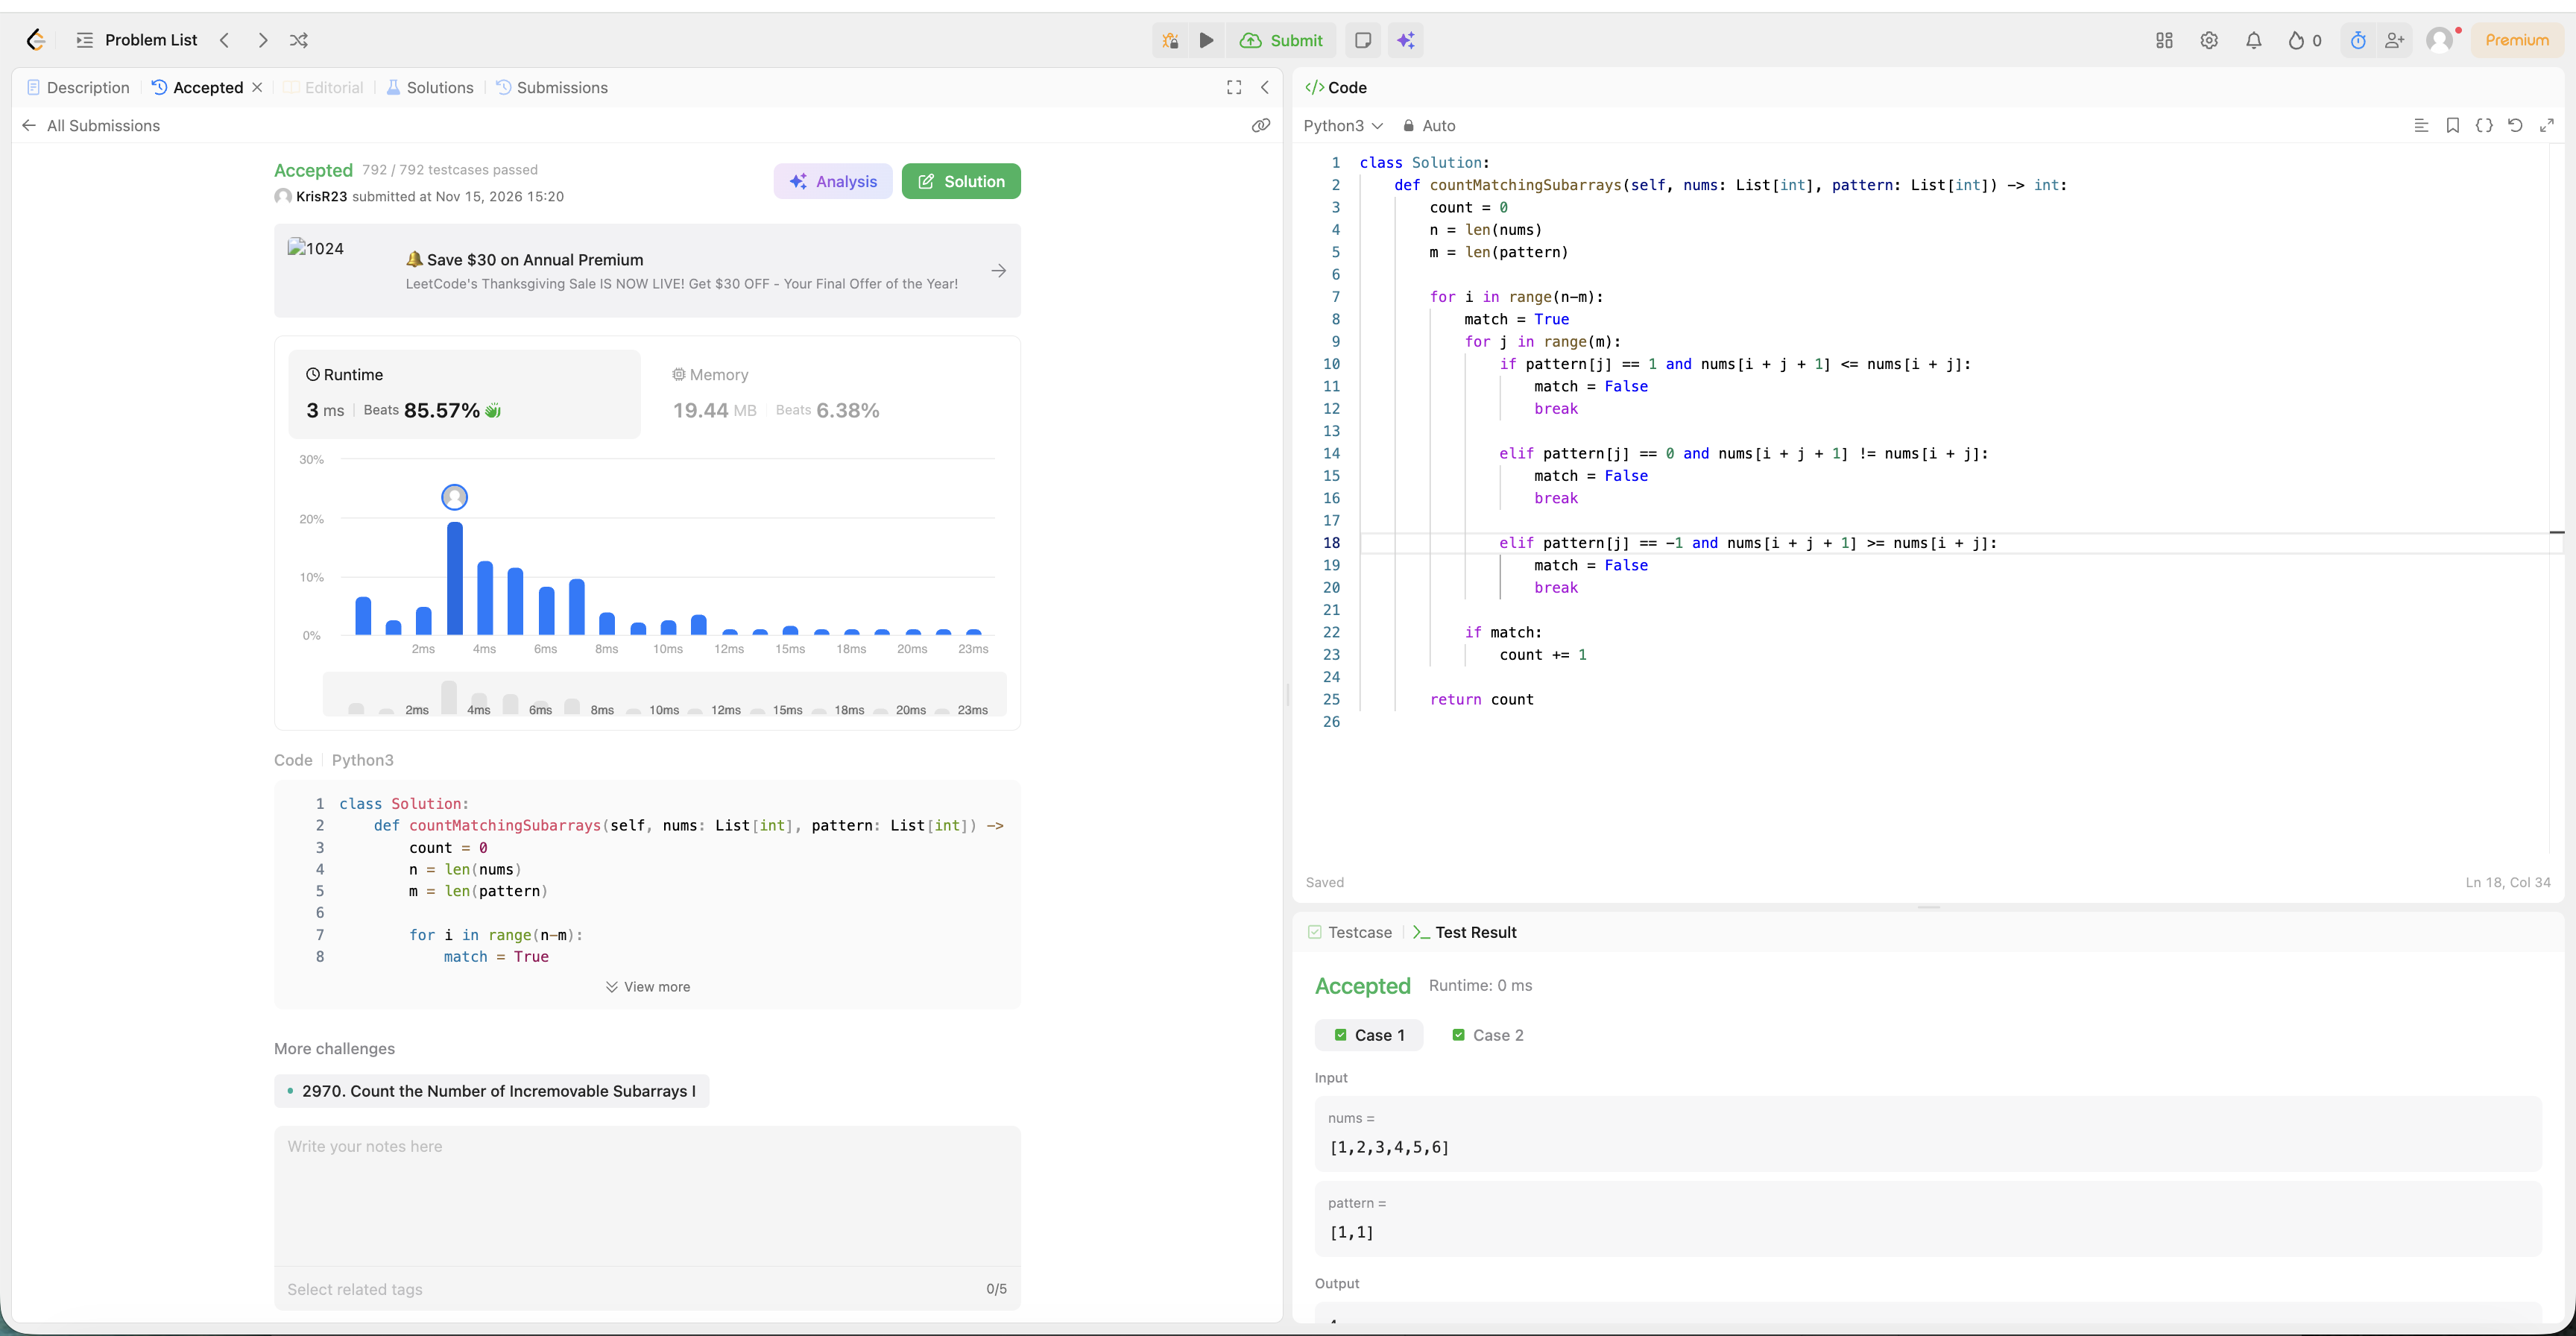 Problem List
Submit
0
Premium
Description
Accepted
Editorial
Solutions
Submissions
All Submissions
Accepted 792 / 792 testcases passed
KrisR23 submitted at Nov 15, 2026 15:20
Analysis
Solution
1024
🔔 Save $30 on Annual Premium
LeetCode's Thanksgiving Sale IS NOW LIVE! Get $30 OFF - Your Final Offer of the Year!
Runtime
3 ms | Beats 85.57% 👏
Memory
19.44 MB | Beats 6.38%
30%
20%
10%
0%
2ms 4ms 6ms 8ms 10ms 12ms 15ms 18ms 20ms 23ms
2ms 4ms 6ms 8ms 10ms 12ms 15ms 18ms 20ms 23ms
Code | Python3
1 class Solution:
2     def countMatchingSubarrays(self, nums: List[int], pattern: List[int]) ->
3         count = 0
4         n = len(nums)
5         m = len(pattern)
6
7         for i in range(n-m):
8             match = True
View more
More challenges
2970. Count the Number of Incremovable Subarrays I
Write your notes here
Select related tags
0/5
</> Code
Python3
Auto
1 class Solution:
2     def countMatchingSubarrays(self, nums: List[int], pattern: List[int]) -> int:
3         count = 0
4         n = len(nums)
5         m = len(pattern)
6
7         for i in range(n-m):
8             match = True
9             for j in range(m):
10                 if pattern[j] == 1 and nums[i + j + 1] <= nums[i + j]:
11                     match = False
12                     break
13
14                 elif pattern[j] == 0 and nums[i + j + 1] != nums[i + j]:
15                     match = False
16                     break
17
18                 elif pattern[j] == -1 and nums[i + j + 1] >= nums[i + j]:
19                     match = False
20                     break
21
22             if match:
23                 count += 1
24
25         return count
26
Saved
Ln 18, Col 34
Testcase
Test Result
Accepted Runtime: 0 ms
Case 1
Case 2
Input
nums =
[1,2,3,4,5,6]
pattern =
[1,1]
Output